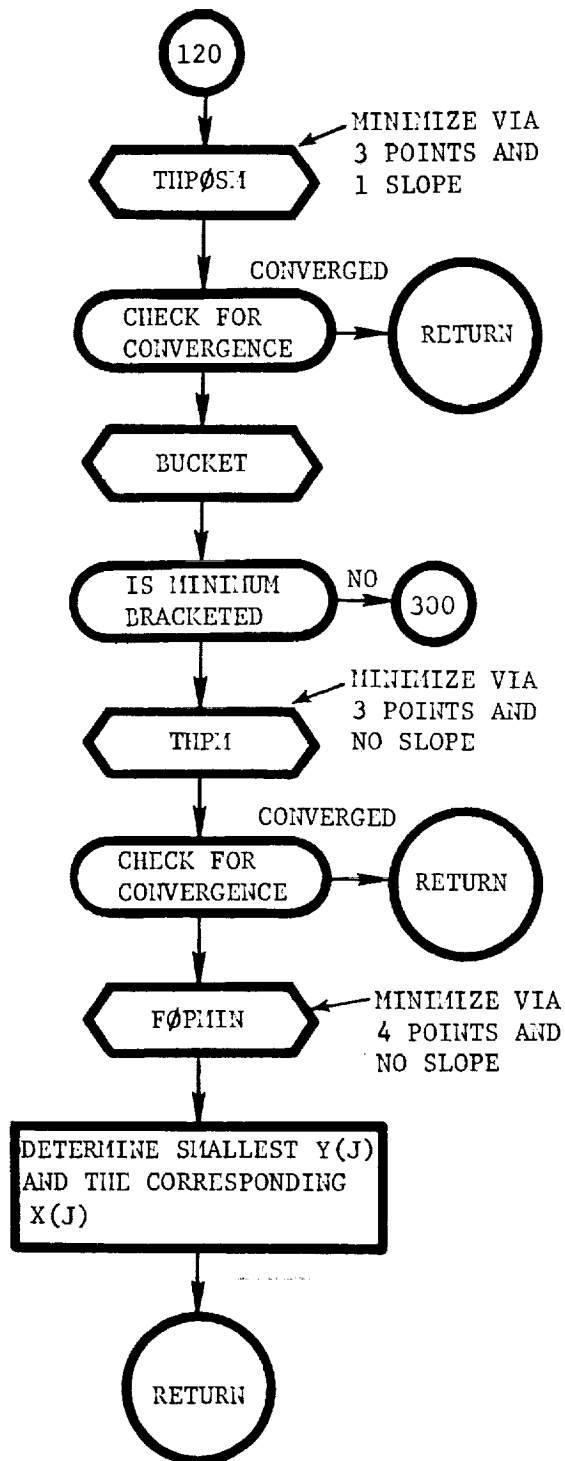 120
MINIMIZE VIA
3 POINTS AND
1 SLOPE
THPØSM
CONVERGED
CHECK FOR
CONVERGENCE
RETURN
BUCKET
IS MINIMUM
BRACKETED
NO
300
MINIMIZE VIA
3 POINTS AND
NO SLOPE
THPM
CONVERGED
CHECK FOR
CONVERGENCE
RETURN
FØPMIN
MINIMIZE VIA
4 POINTS AND
NO SLOPE
DETERMINE SMALLEST Y(J)
AND THE CORRESPONDING
X(J)
RETURN